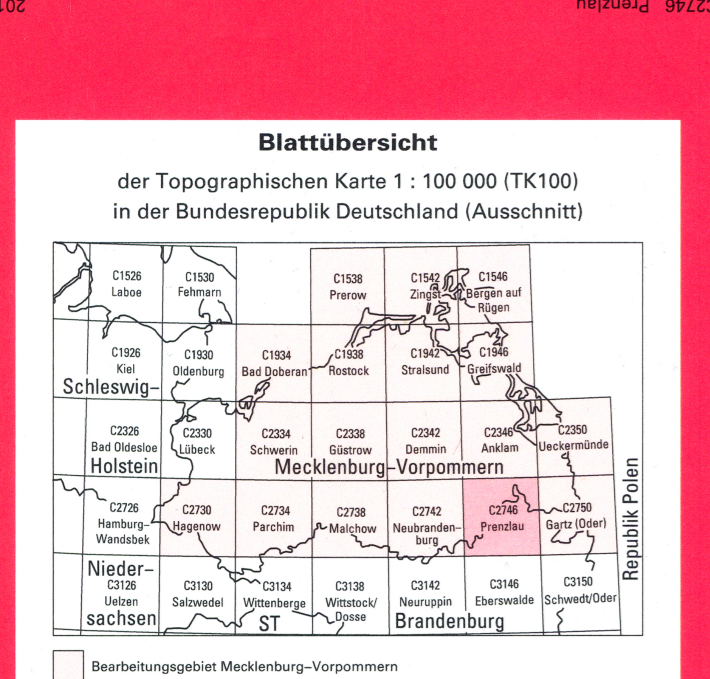 C2746 Prenzlau
201
Blattübersicht
der Topographischen Karte 1 : 100 000 (TK100)
in der Bundesrepublik Deutschland (Ausschnitt)
C1526
Laboe
C1530
Fehmarn
C1538
Prerow
C1542
Zingst
C1546
Bergen auf
Rügen
C1926
Kiel
C1930
Oldenburg
C1934
Bad Doberan
C1938
Rostock
C1942
Stralsund
C1946
Greifswald
Schleswig–
C2326
Bad Oldesloe
C2330
Lübeck
C2334
Schwerin
C2338
Güstrow
C2342
Demmin
C2346
Anklam
C2350
Ueckermünde
Holstein
Mecklenburg–Vorpommern
C2726
Hamburg–
Wandsbek
C2730
Hagenow
C2734
Parchim
C2738
Malchow
C2742
Neubranden–
burg
C2746
Prenzlau
C2750
Gartz (Oder)
Republik Polen
Nieder–
C3126
Uelzen
sachsen
C3130
Salzwedel
C3134
Wittenberge
ST
C3138
Wittstock/
Dosse
C3142
Neuruppin
C3146
Eberswalde
C3150
Schwedt/Oder
Brandenburg
Bearbeitungsgebiet Mecklenburg–Vorpommern